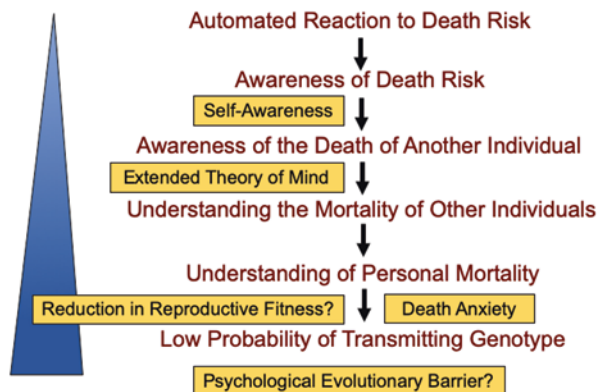 Automated Reaction to Death Risk
Awareness of Death Risk
Self-Awareness
Awareness of the Death of Another Individual
Extended Theory of Mind
Understanding the Mortality of Other Individuals
Understanding of Personal Mortality
Reduction in Reproductive Fitness?
Death Anxiety
Low Probability of Transmitting Genotype
Psychological Evolutionary Barrier?